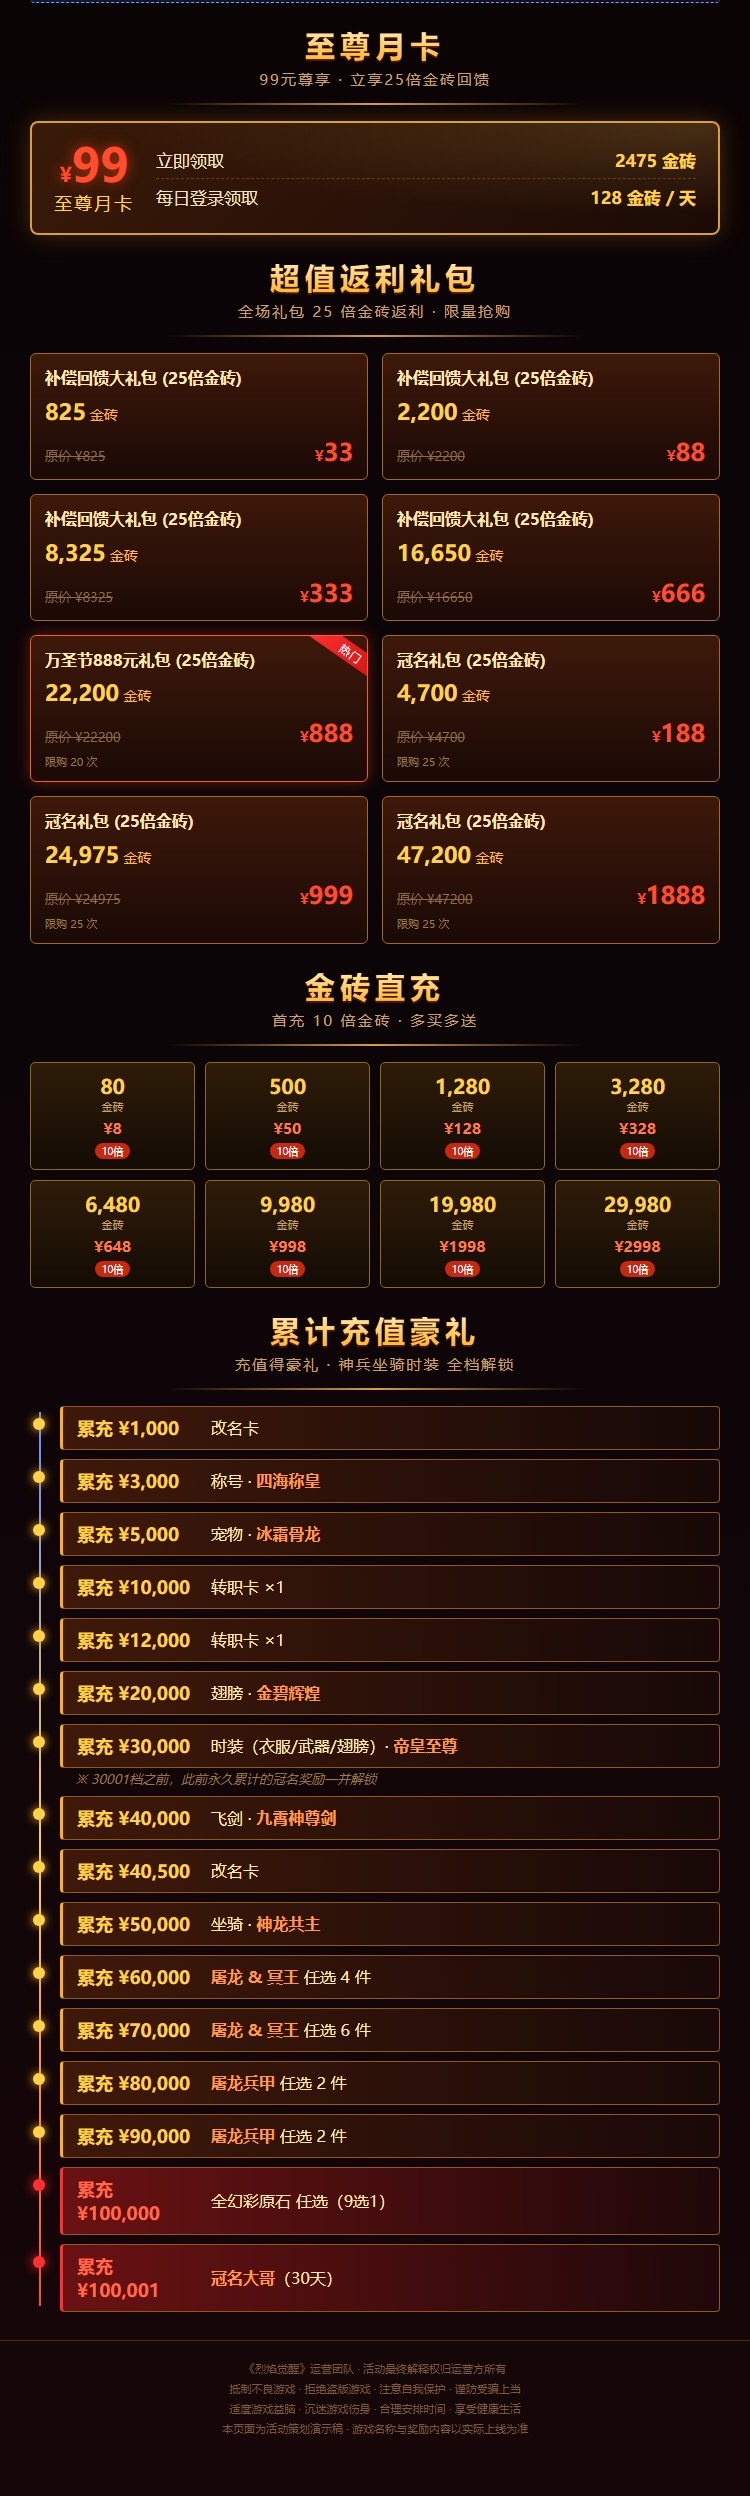 至尊月卡
99元尊享 · 立享25倍金砖回馈
¥99
至尊月卡
立即领取 2475 金砖
每日登录领取 128 金砖 / 天
超值返利礼包
全场礼包 25 倍金砖返利 · 限量抢购
补偿回馈大礼包 (25倍金砖)
825 金砖
原价 ¥825 ¥33
补偿回馈大礼包 (25倍金砖)
2,200 金砖
原价 ¥2200 ¥88
补偿回馈大礼包 (25倍金砖)
8,325 金砖
原价 ¥8325 ¥333
补偿回馈大礼包 (25倍金砖)
16,650 金砖
原价 ¥16650 ¥666
热门
万圣节888元礼包 (25倍金砖)
22,200 金砖
原价 ¥22200 ¥888
限购 20 次
冠名礼包 (25倍金砖)
4,700 金砖
原价 ¥4700 ¥188
限购 25 次
冠名礼包 (25倍金砖)
24,975 金砖
原价 ¥24975 ¥999
限购 25 次
冠名礼包 (25倍金砖)
47,200 金砖
原价 ¥47200 ¥1888
限购 25 次
金砖直充
首充 10 倍金砖 · 多买多送
80
金砖
¥8
10倍
500
金砖
¥50
10倍
1,280
金砖
¥128
10倍
3,280
金砖
¥328
10倍
6,480
金砖
¥648
10倍
9,980
金砖
¥998
10倍
19,980
金砖
¥1998
10倍
29,980
金砖
¥2998
10倍
累计充值豪礼
充值得豪礼 · 神兵坐骑时装 全档解锁
累充 ¥1,000 改名卡
累充 ¥3,000 称号 · 四海称皇
累充 ¥5,000 宠物 · 冰霜骨龙
累充 ¥10,000 转职卡 ×1
累充 ¥12,000 转职卡 ×1
累充 ¥20,000 翅膀 · 金碧辉煌
累充 ¥30,000 时装（衣服/武器/翅膀）· 帝皇至尊
※ 30001档之前，此前永久累计的冠名奖励一并解锁
累充 ¥40,000 飞剑 · 九霄神尊剑
累充 ¥40,500 改名卡
累充 ¥50,000 坐骑 · 神龙共主
累充 ¥60,000 屠龙 & 冥王 任选 4 件
累充 ¥70,000 屠龙 & 冥王 任选 6 件
累充 ¥80,000 屠龙兵甲 任选 2 件
累充 ¥90,000 屠龙兵甲 任选 2 件
累充
¥100,000 全幻彩原石 任选（9选1）
累充
¥100,001 冠名大哥（30天）
《烈焰觉醒》运营团队 · 活动最终解释权归运营方所有
抵制不良游戏 · 拒绝盗版游戏 · 注意自我保护 · 谨防受骗上当
适度游戏益脑 · 沉迷游戏伤身 · 合理安排时间 · 享受健康生活
本页面为活动策划演示稿 · 游戏名称与奖励内容以实际上线为准